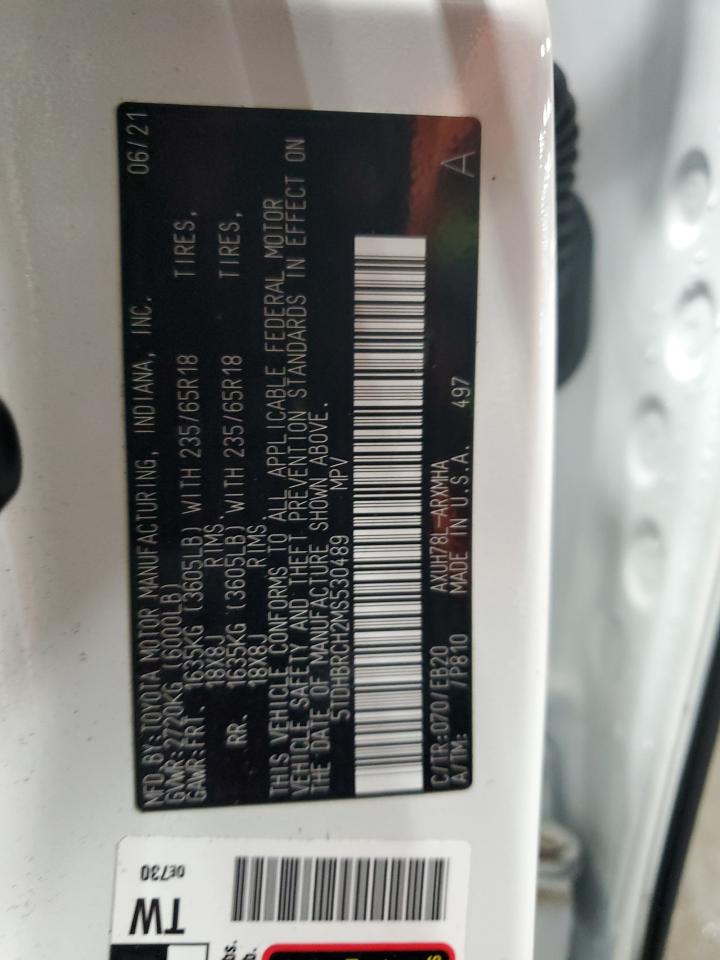 MFD BY:TOYOTA MOTOR MANUFACTURING, INDIANA, INC. 06/21
GVWR:2720KG (6000LB)
GAWR:FRT. 1635KG (3605LB) WITH 235/65R18 TIRES,
18X8J RIMS,
RR. 1635KG (3605LB) WITH 235/65R18 TIRES,
18X8J RIMS.
THIS VEHICLE CONFORMS TO ALL APPLICABLE FEDERAL MOTOR
VEHICLE SAFETY AND THEFT PREVENTION STANDARDS IN EFFECT ON
THE DATE OF MANUFACTURE SHOWN ABOVE.
5TDHBRCH2MS530489 MPV
C/TR:070/EB20 AXUH78L-ARXMHA
A/TM: /P810 MADE IN U.S.A. 497 A
0E730
TW
bs.
b.